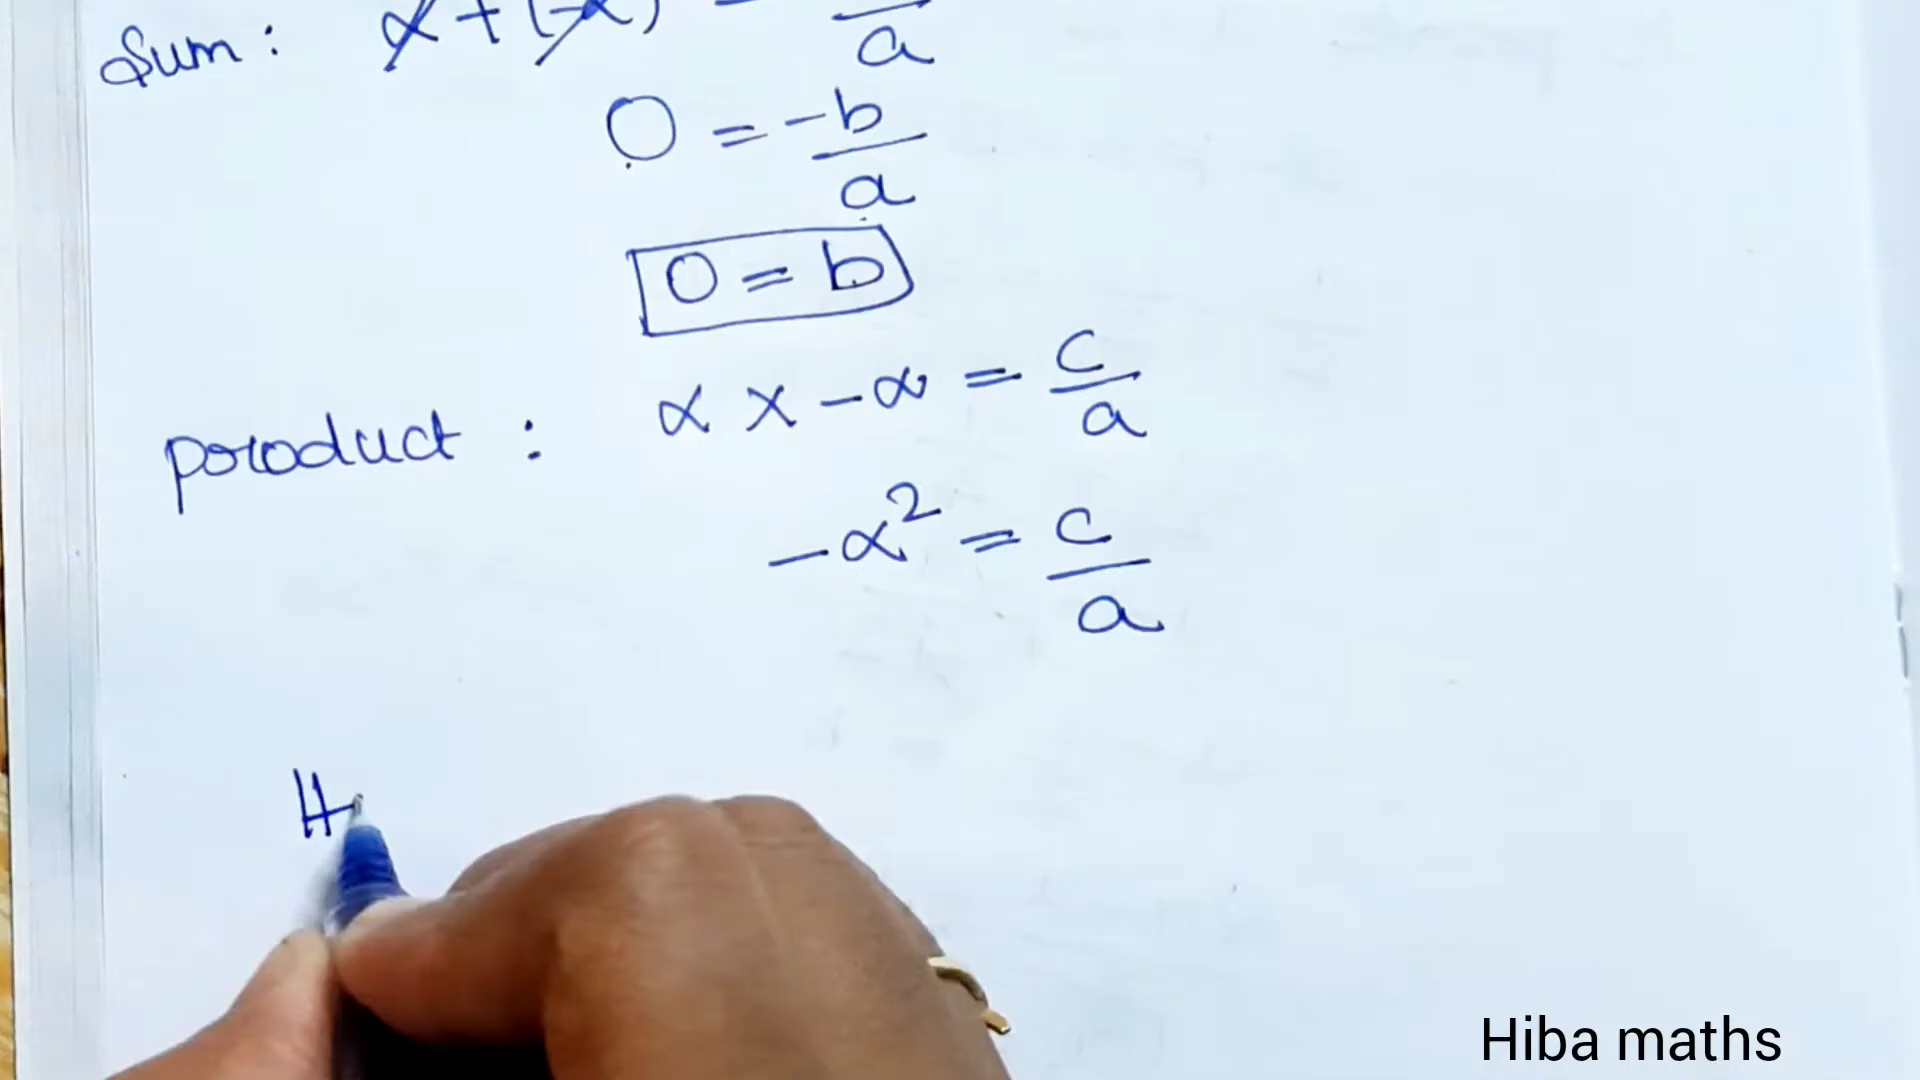 Sum: α + (-α) = — a
0 = -b/a
0 = b
product : α x -α = c/a
-α² = c/a
H
Hiba maths